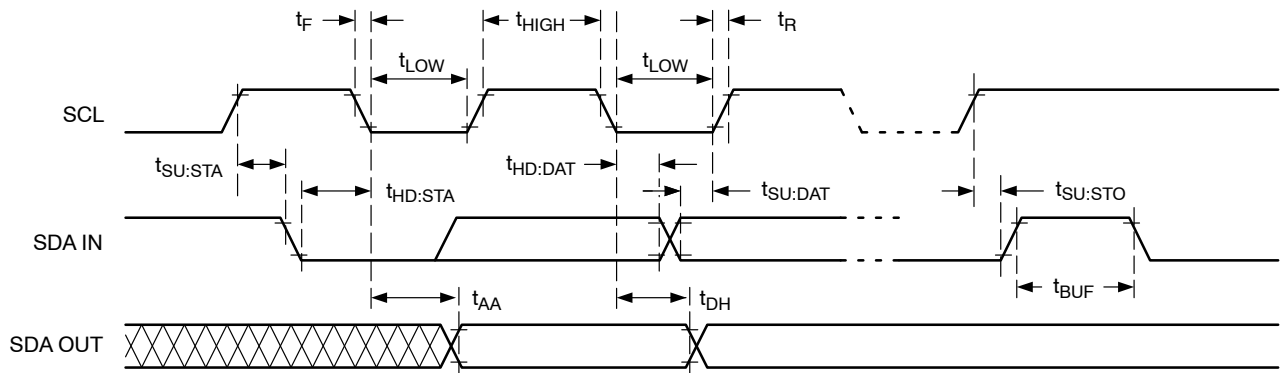 tF
tHIGH
tR
tLOW
tLOW
SCL
tSU:STA
tHD:STA
tHD:DAT
tSU:DAT
tSU:STO
SDA IN
tBUF
tAA
tDH
SDA OUT